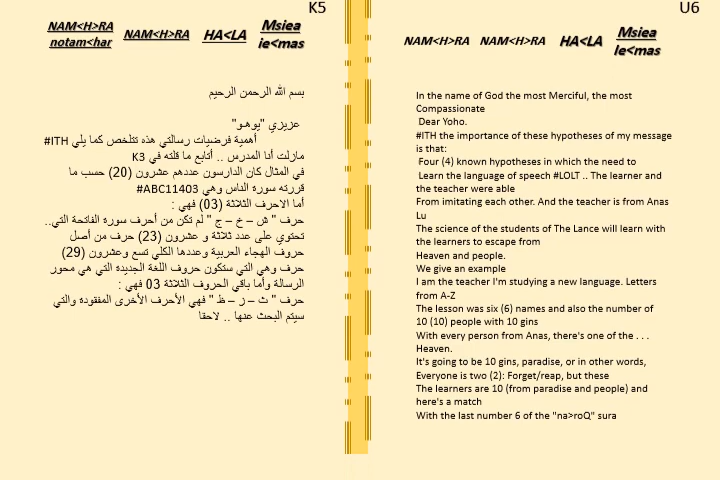 K5
NAM<H>RA
notam<har
NAM<H>RA
HA<LA
Msiea
ie<mas
بسم الله الرحمن الرحيم
عزيزي "يوهـو"
أهمية فرضيات رسالتي هذه تتلخص كما يلي ITH#
مازلت أنا المدرس .. أتابع ما قلته في K3
في المثال كان الدارسون عددهم عشرون (20) حسب ما
قررته سورة الناس وهي ABC11403#
أما الاحرف الثلاثة (03) فهي :
حرف " ش – خ – ج " لم تكن من أحرف سورة الفاتحة التي..
تحتوي على عدد ثلاثة و عشرون (23) حرف من أصل
حروف الهجاء العربية وعددها الكلي تسع وعشرون (29)
حرف وهي التي ستكون حروف اللغة الجديدة التي هي محور
الرسالة وأما باقي الحروف الثلاثة 03 فهي :
حرف " ث – ز – ظ " فهي الأحرف الأخرى المفقودة والتي
سيتم البحث عنها .. لاحقا
U6
NAM<H>RA
NAM<H>RA
HA<LA
Msiea
Ie<mas
In the name of God the most Merciful, the most
Compassionate
Dear Yoho.
#ITH the importance of these hypotheses of my message
is that:
Four (4) known hypotheses in which the need to
Learn the language of speech #LOLT .. The learner and
the teacher were able
From imitating each other. And the teacher is from Anas
Lu
The science of the students of The Lance will learn with
the learners to escape from
Heaven and people.
We give an example
I am the teacher I'm studying a new language. Letters
from A-Z
The lesson was six (6) names and also the number of
10 (10) people with 10 gins
With every person from Anas, there's one of the . . .
Heaven.
It's going to be 10 gins, paradise, or in other words,
Everyone is two (2): Forget/reap, but these
The learners are 10 (from paradise and people) and
here's a match
With the last number 6 of the "na>roQ" sura